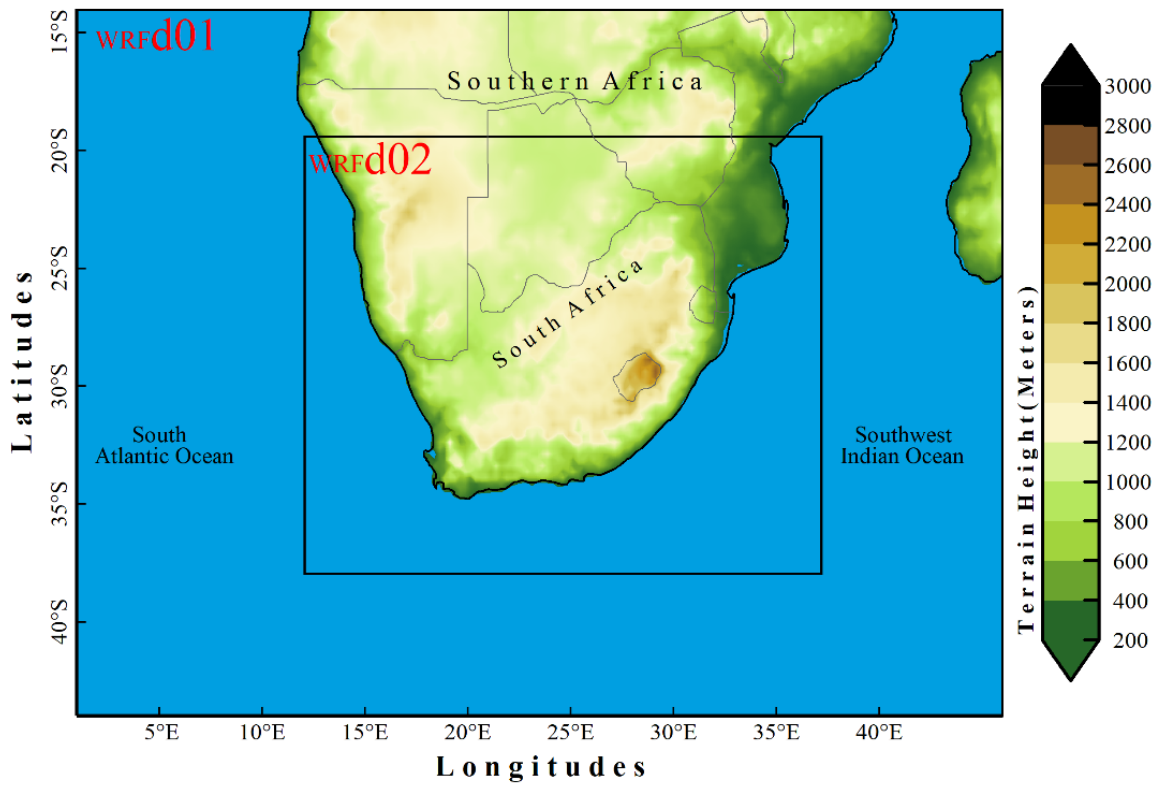 WRFd01
Southern Africa
WRFd02
South Africa
South
Atlantic Ocean
Southwest
Indian Ocean
Latitudes
15°S
20°S
25°S
30°S
35°S
40°S
5°E
10°E
15°E
20°E
25°E
30°E
35°E
40°E
Longitudes
Terrain Height(Meters)
3000
2800
2600
2400
2200
2000
1800
1600
1400
1200
1000
800
600
400
200